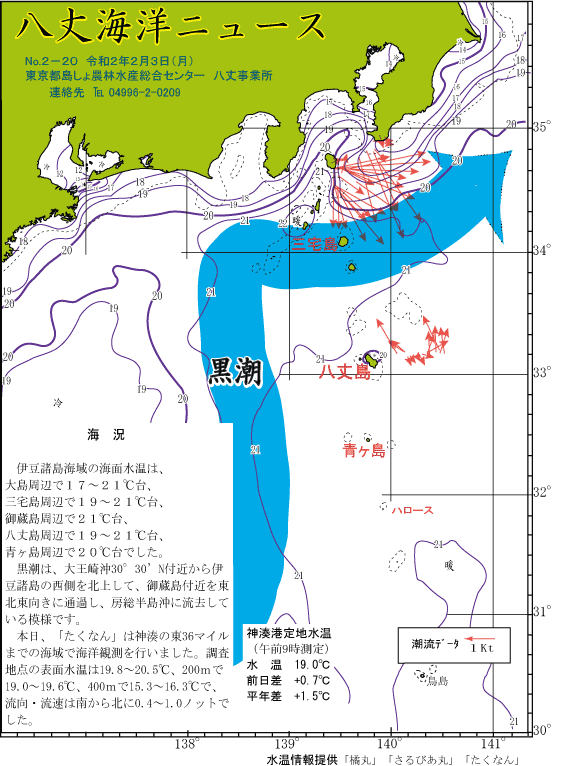 八丈海洋ニュース
No.2－20 令和2年2月3日(月)
東京都島しょ農林水産総合センター 八丈事業所
連絡先 ℡ 04996-2-0209
35°
34°
33°
32°
31°
30°
138°
139°
140°
141°
三宅島
黒潮
八丈島
青ヶ島
ハロース
鳥島
暖
冷
暖
潮流ﾃﾞｰﾀ
1Kt
海 況
伊豆諸島海域の海面水温は、
大島周辺で１７～２１℃台、
三宅島周辺で１９～２１℃台、
御蔵島周辺で２１℃台、
八丈島周辺で１９～２１℃台、
青ヶ島周辺で２０℃台でした。
黒潮は、大王崎沖30°30′N付近から伊
豆諸島の西側を北上して、御蔵島付近を東
北東向きに通過し、房総半島沖に流去して
いる模様です。
本日、「たくなん」は神湊の東36マイル
までの海域で海洋観測を行いました。調査
地点の表面水温は19.8～20.5℃、200mで
19.0～19.6℃、400mで15.3～16.3℃で、
流向・流速は南から北に0.4～1.0ノットで
した。
神湊港定地水温
（午前9時測定）
水 温 19.0℃
前日差 +0.7℃
平年差 +1.5℃
水温情報提供「橘丸」「さるびあ丸」「たくなん」